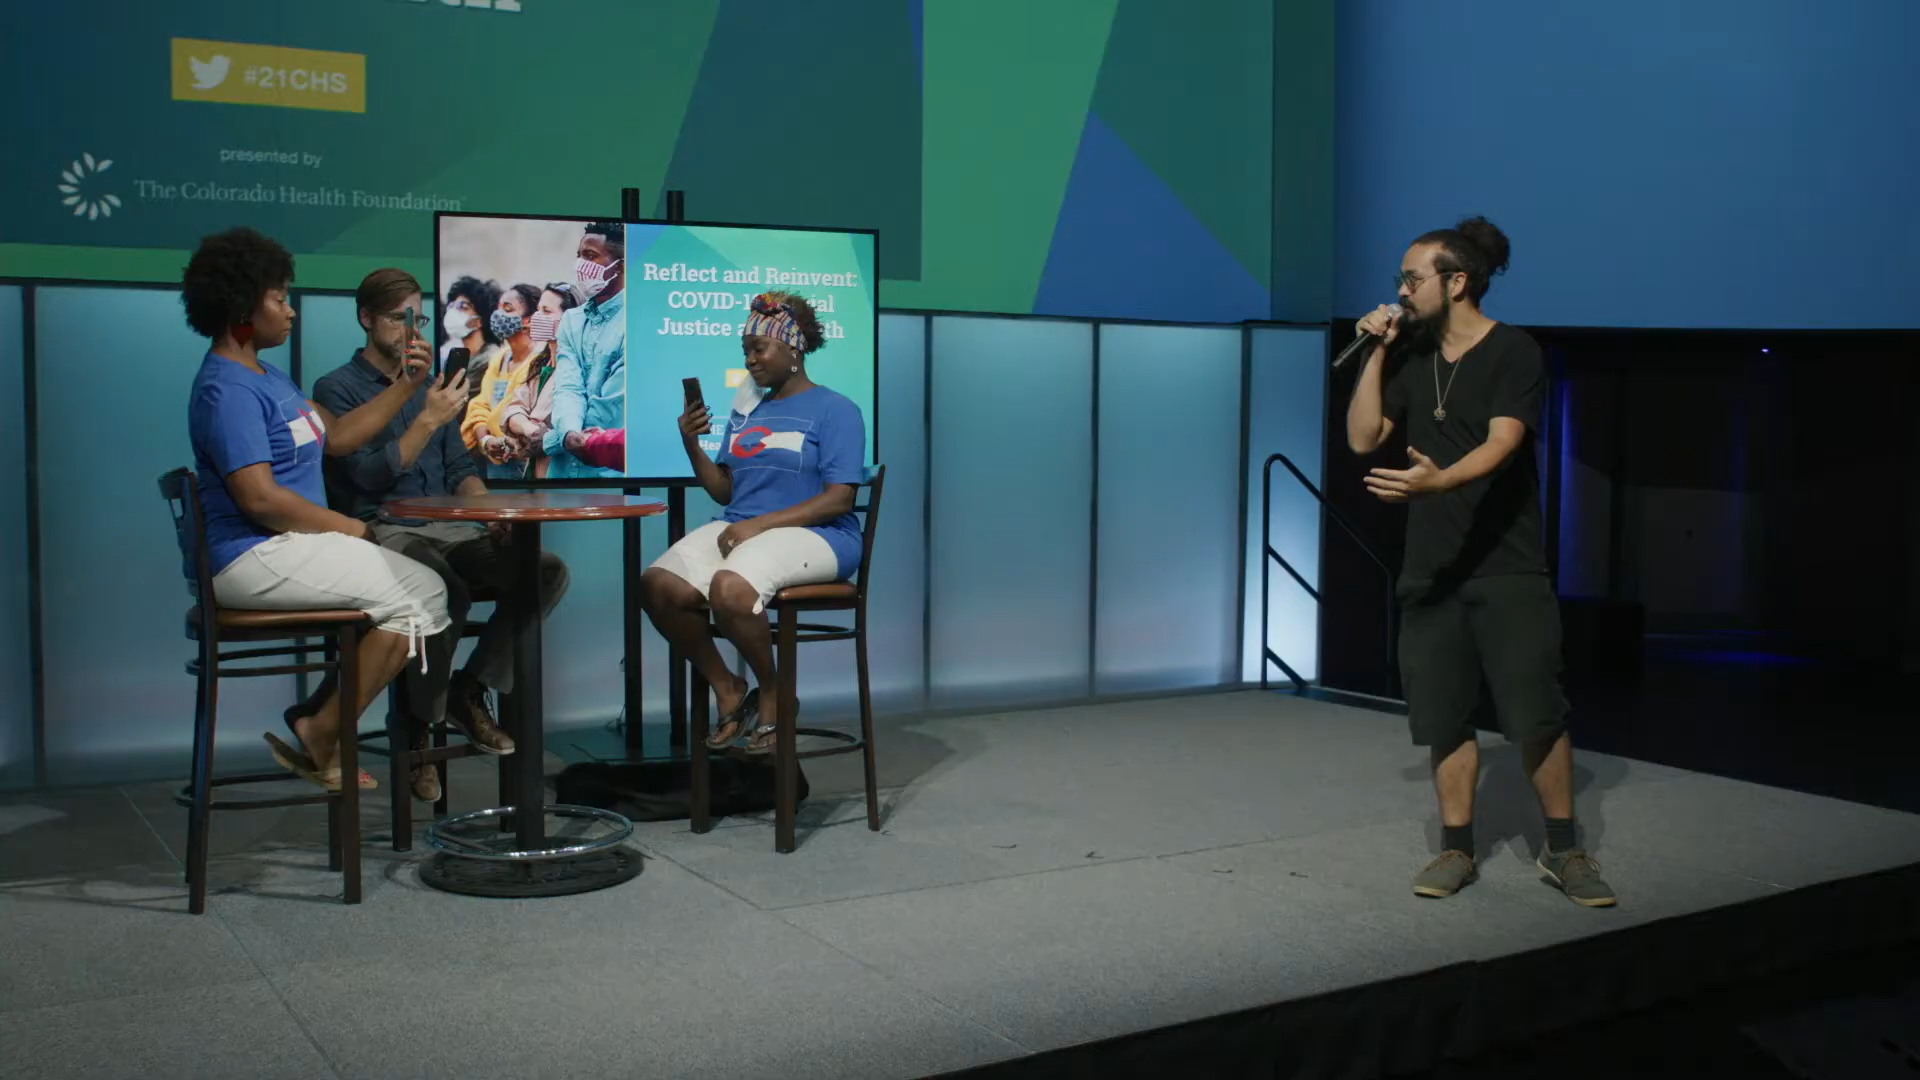 #21CHS
presented by
The Colorado Health Foundation
Reflect and Reinvent:
COVID-1
Justice